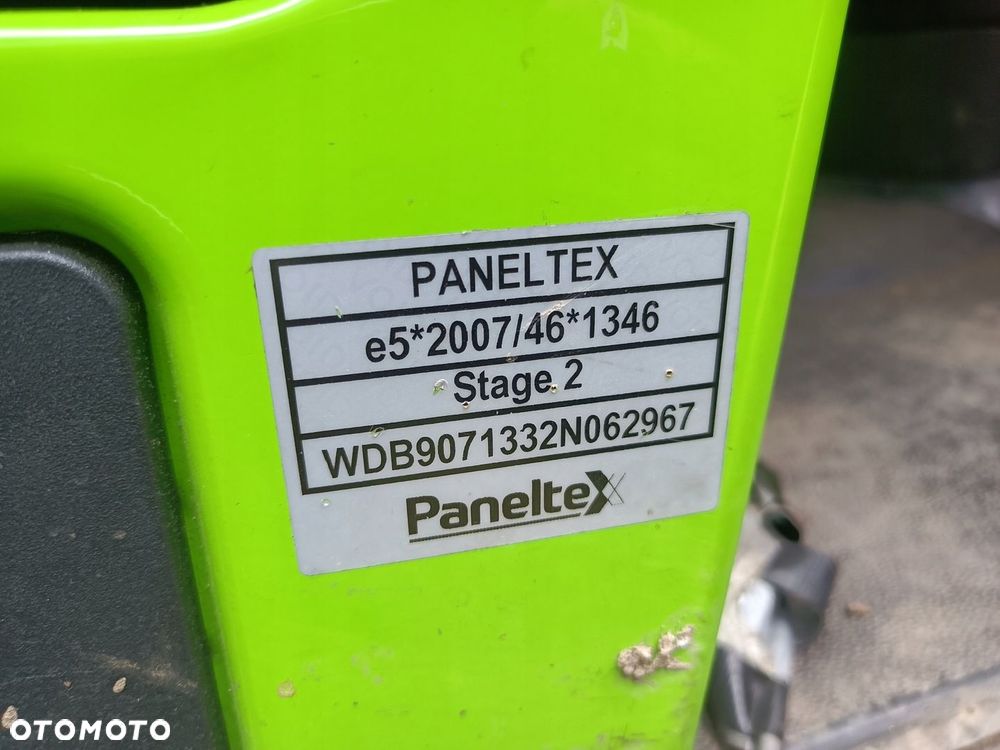 PANELTEX
e5*2007/46*1346
Stage 2
WDB9071332N062967
Paneltex
OTOMOTO